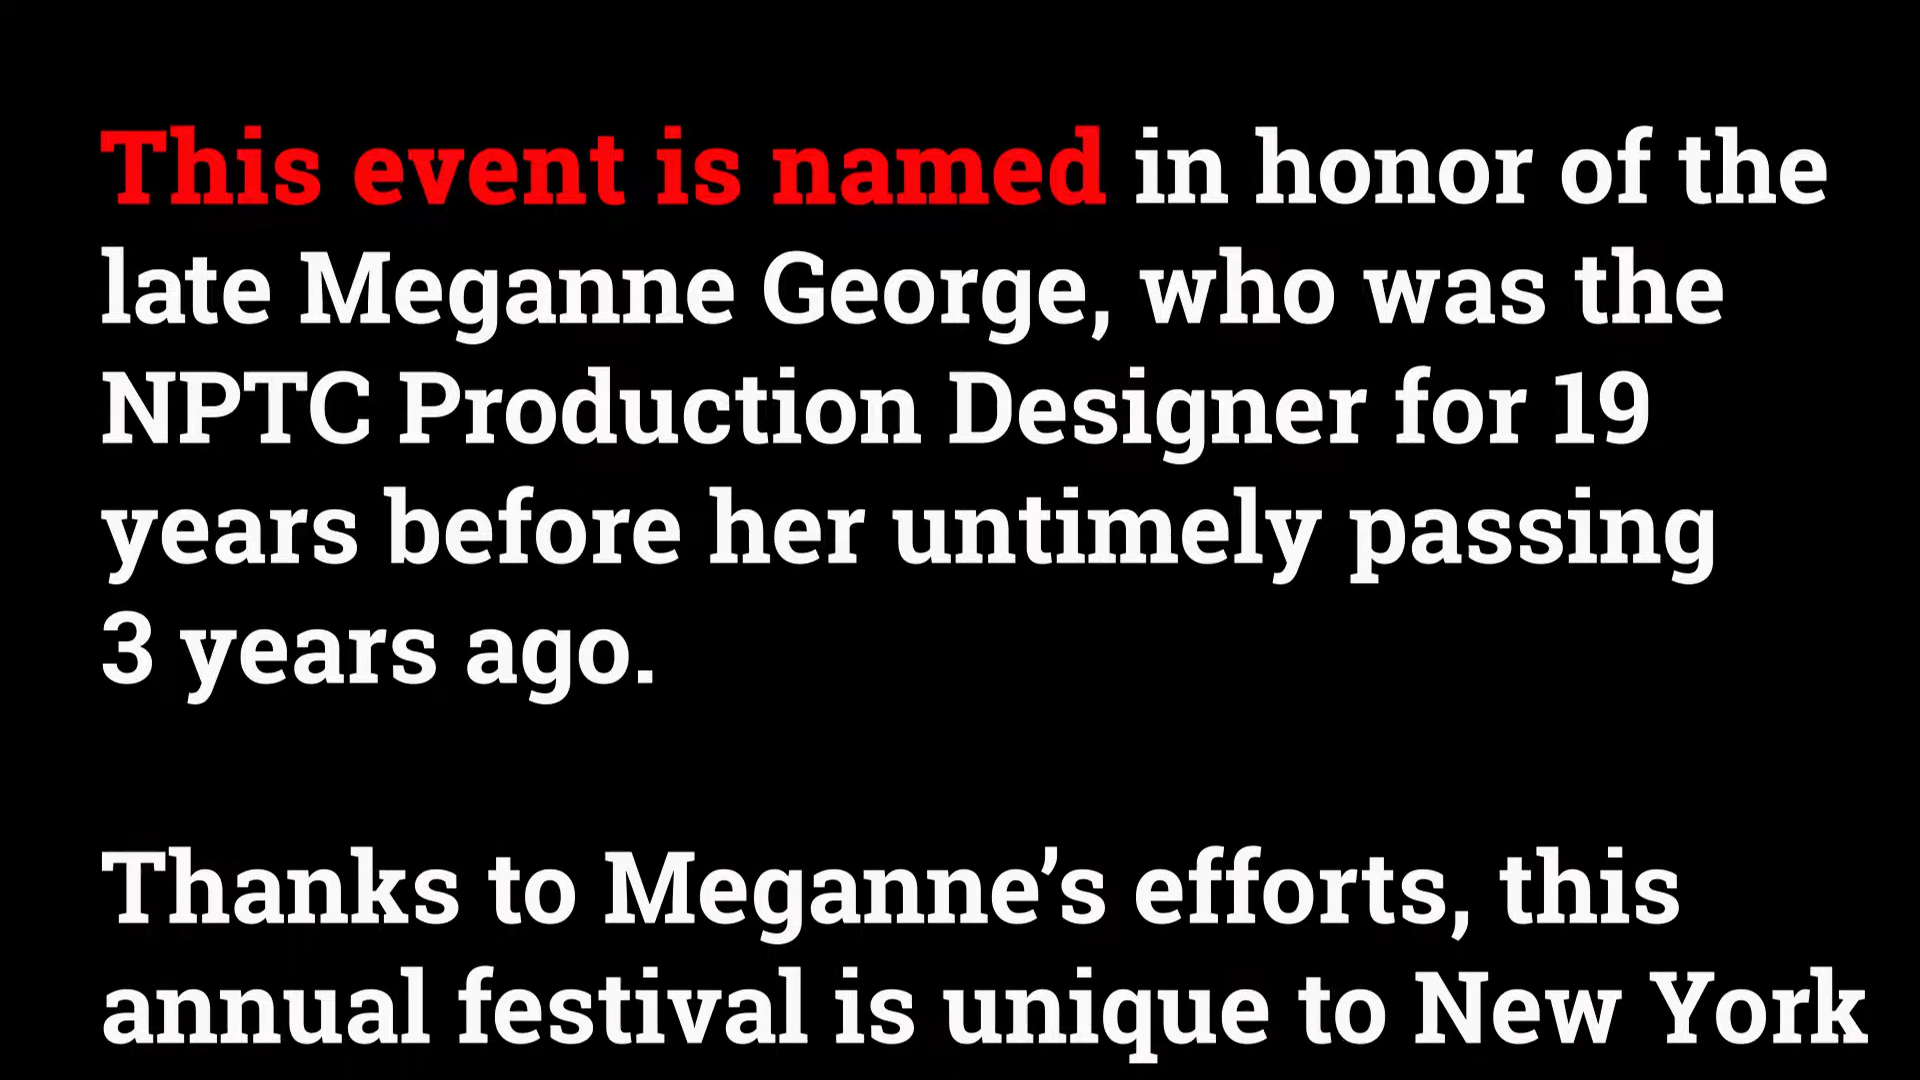 This event is named in honor of the
late Meganne George, who was the
NPTC Production Designer for 19
years before her untimely passing
3 years ago.
Thanks to Meganne’s efforts, this
annual festival is unique to New York